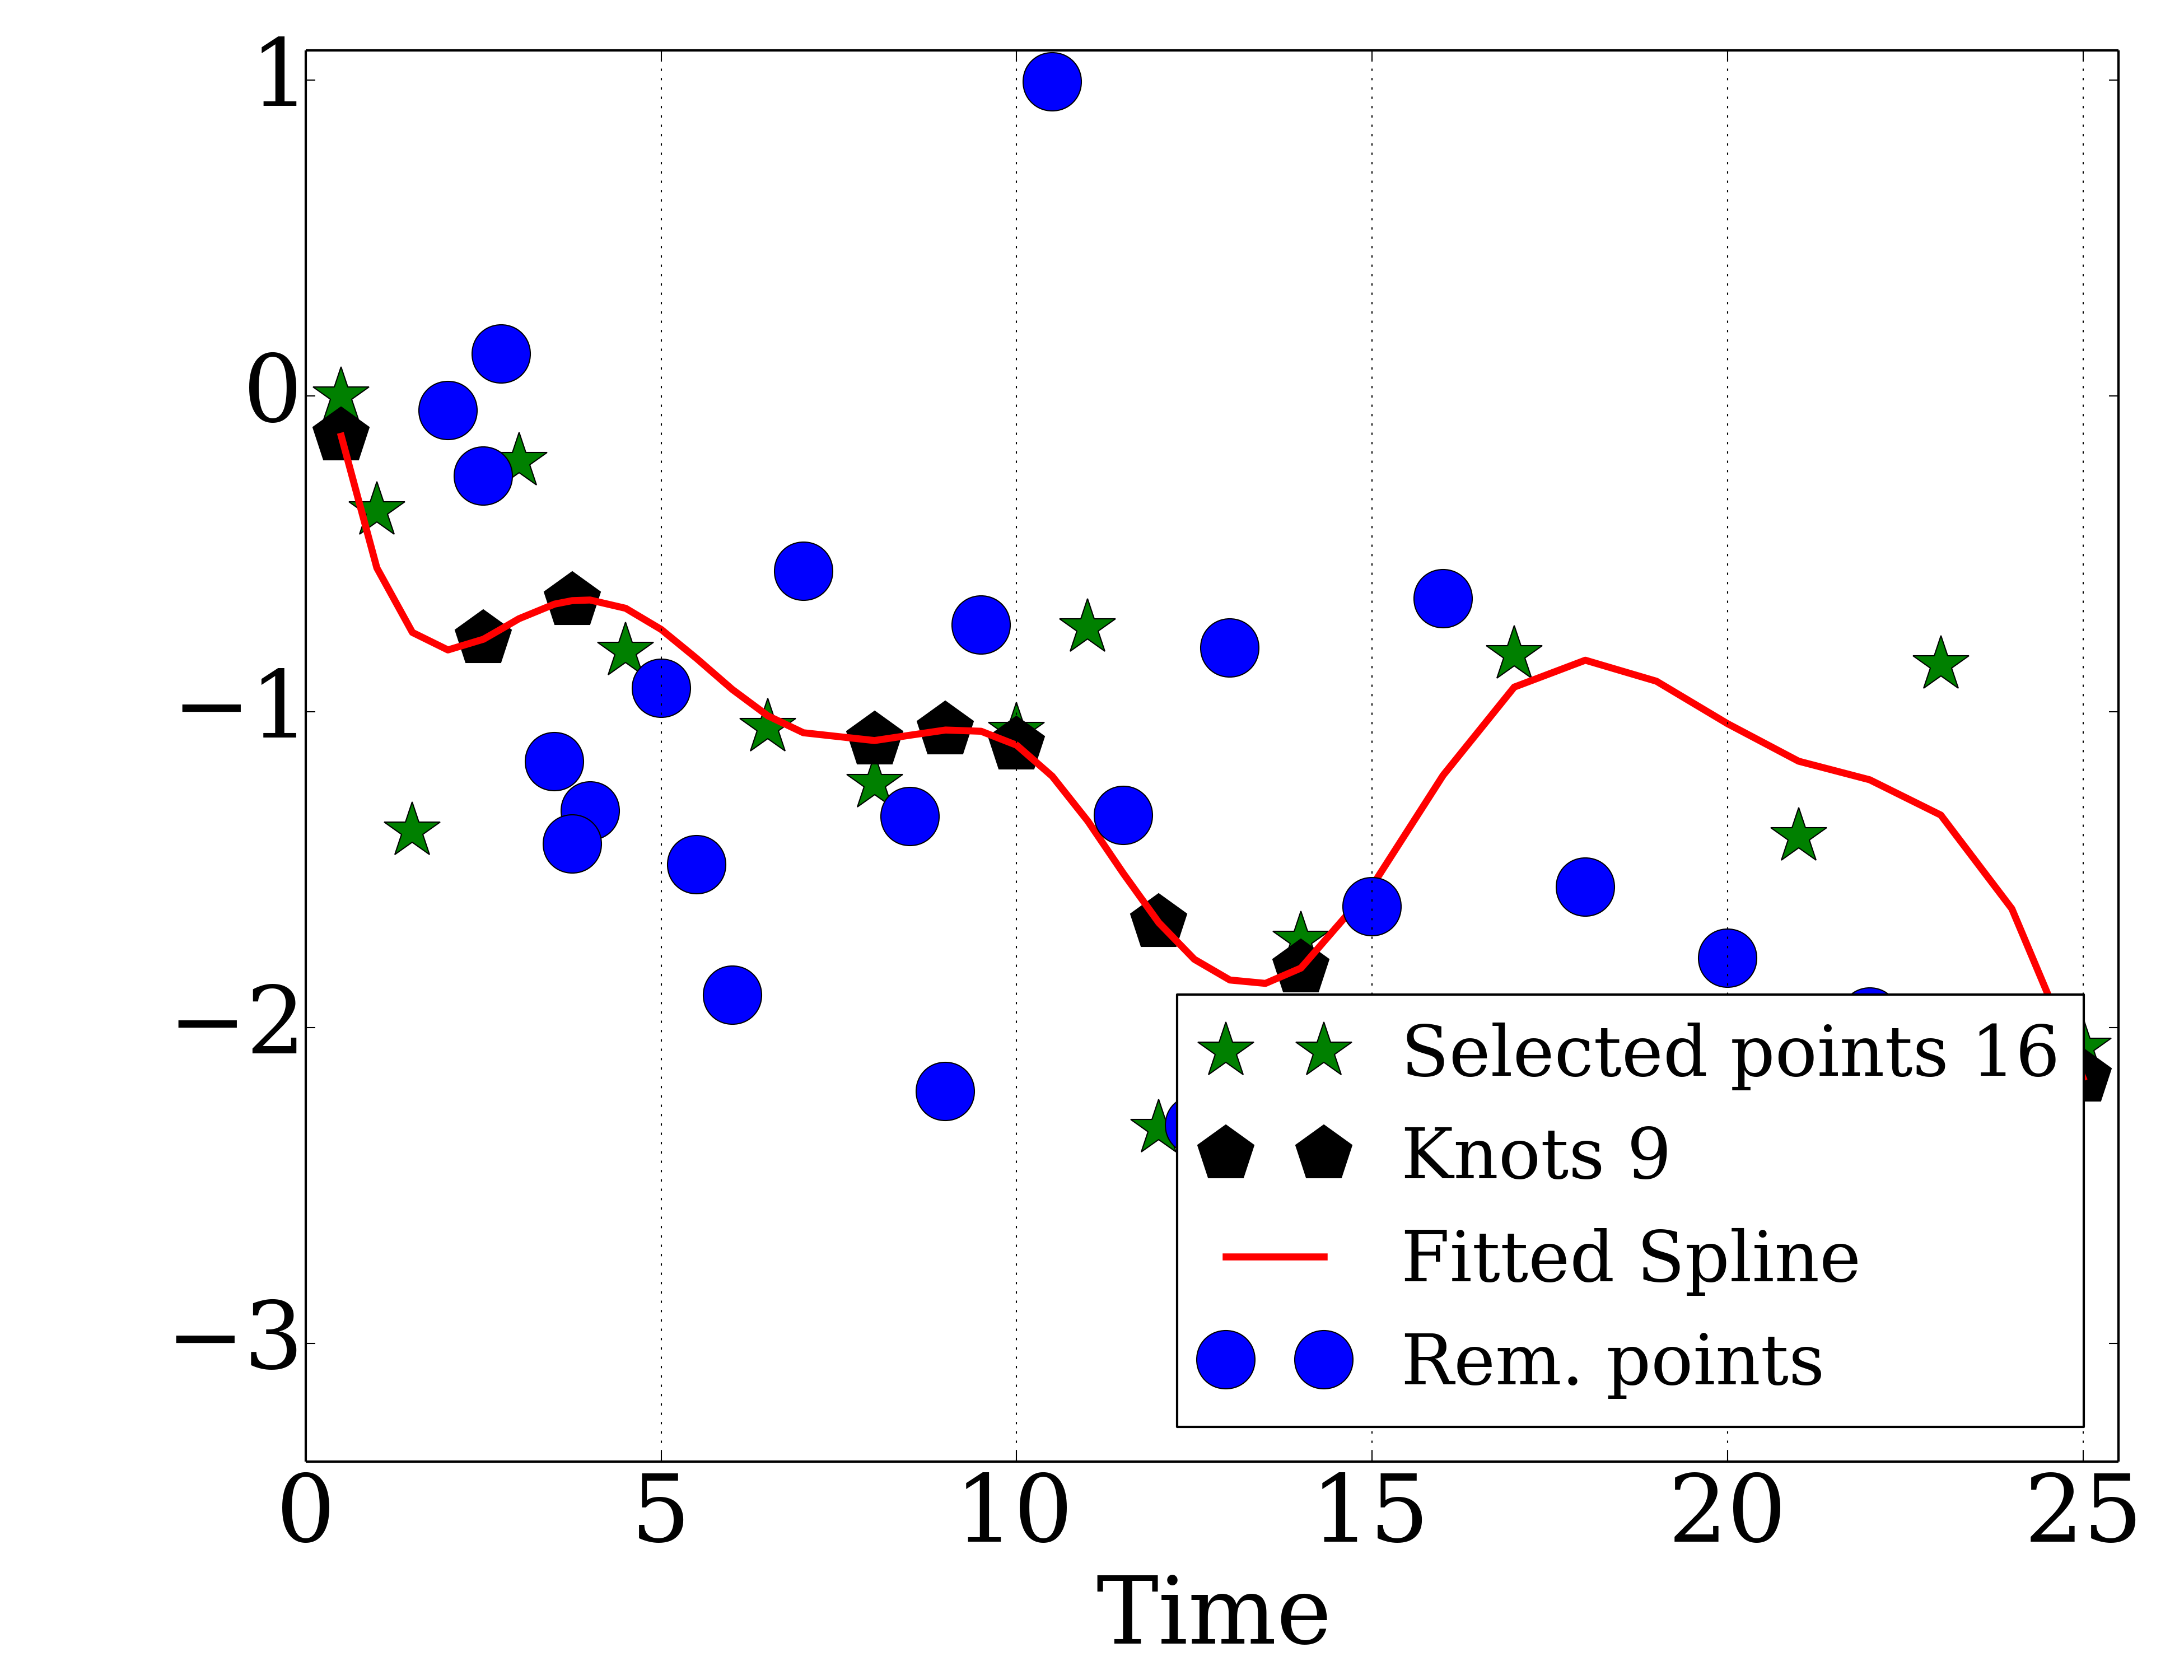 1
0
−1
−2
−3
Selected points 16
Knots 9
Fitted Spline
Rem. points
0 5 10 15 20 25
Time